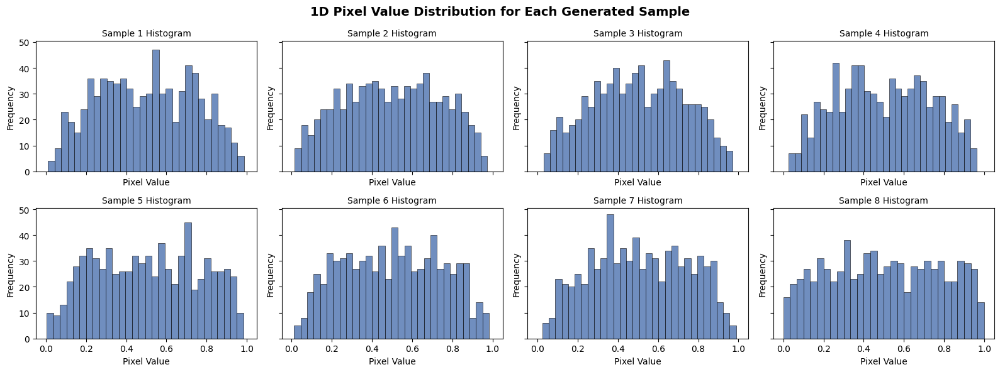 1D Pixel Value Distribution for Each Generated Sample
Sample 1 Histogram
Sample 2 Histogram
Sample 3 Histogram
Sample 4 Histogram
50
40
30
20
10
0
Frequency
Frequency
Frequency
Frequency
Pixel Value
Pixel Value
Pixel Value
Pixel Value
Sample 5 Histogram
Sample 6 Histogram
Sample 7 Histogram
Sample 8 Histogram
50
40
30
20
10
0
Frequency
Frequency
Frequency
Frequency
0.0 0.2 0.4 0.6 0.8 1.0
0.0 0.2 0.4 0.6 0.8 1.0
0.0 0.2 0.4 0.6 0.8 1.0
0.0 0.2 0.4 0.6 0.8 1.0
Pixel Value
Pixel Value
Pixel Value
Pixel Value